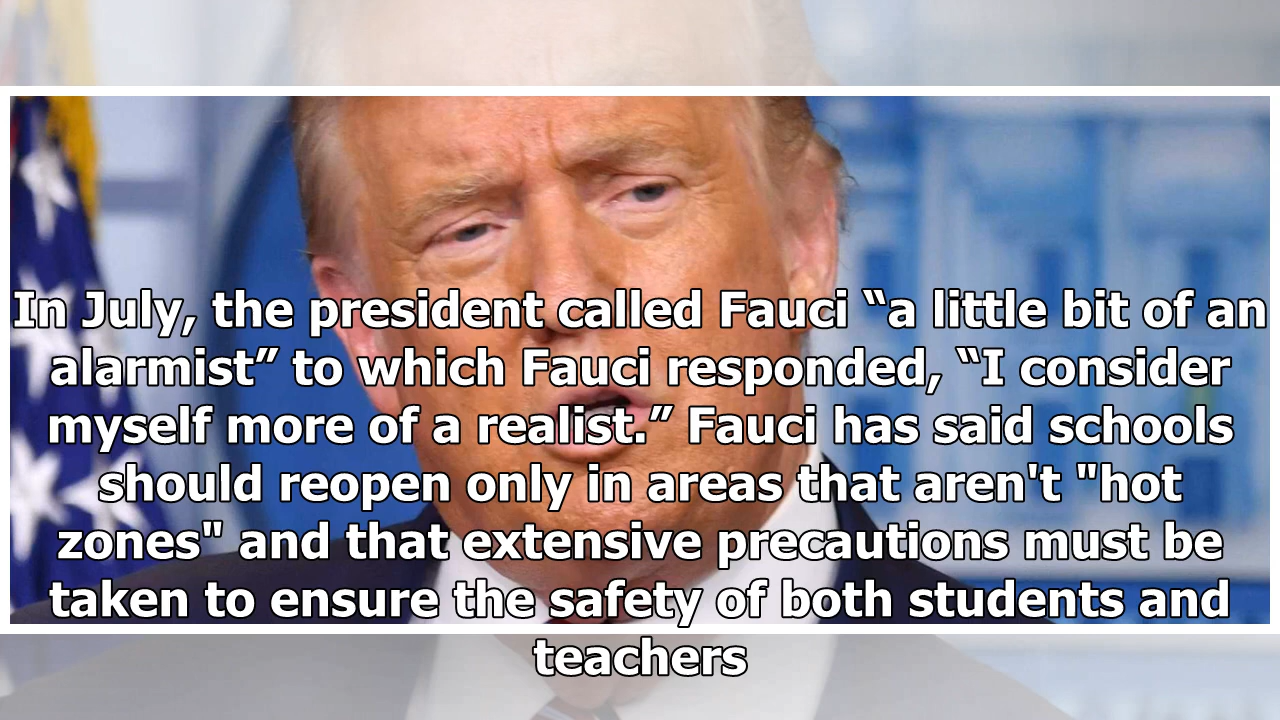 In July, the president called Fauci “a little bit of an
alarmist” to which Fauci responded, “I consider
myself more of a realist.” Fauci has said schools
should reopen only in areas that aren't "hot
zones" and that extensive precautions must be
taken to ensure the safety of both students and
teachers